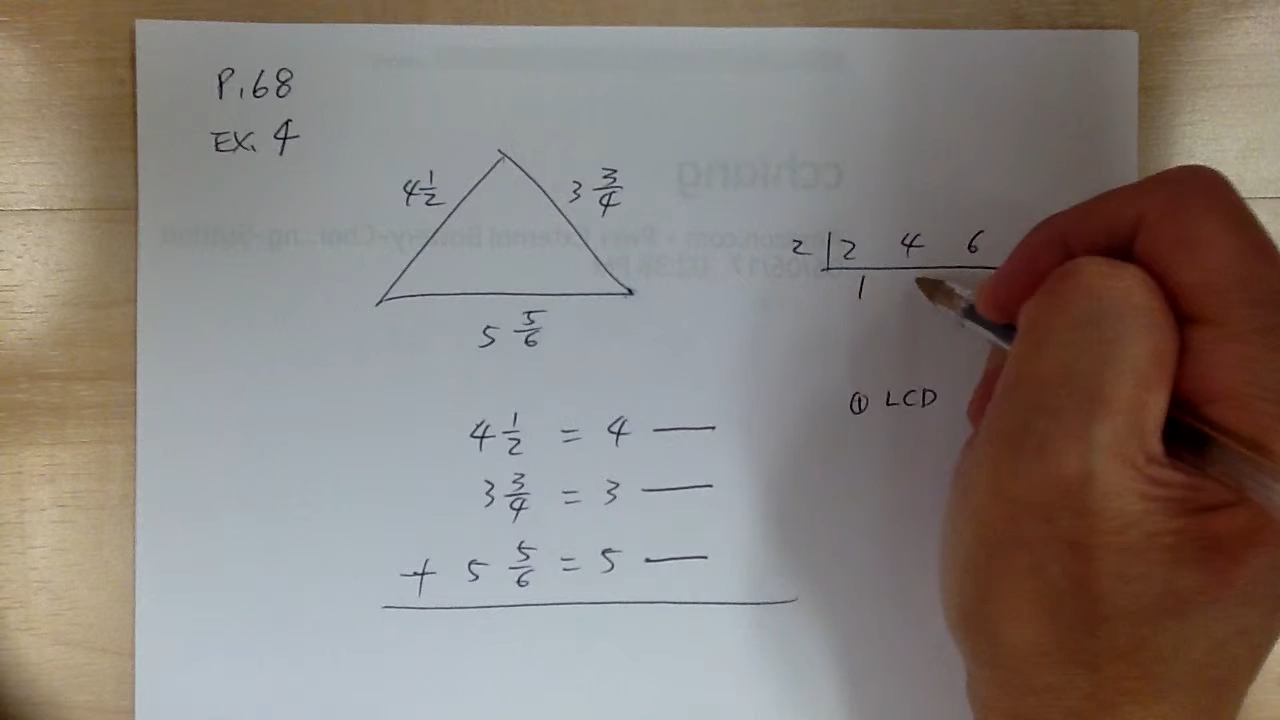 P.68
EX. 4
4 1/2
3 3/4
5 5/6
2 | 2 4 6
1
① LCD
4 1/2 = 4 —
3 3/4 = 3 —
+ 5 5/6 = 5 —